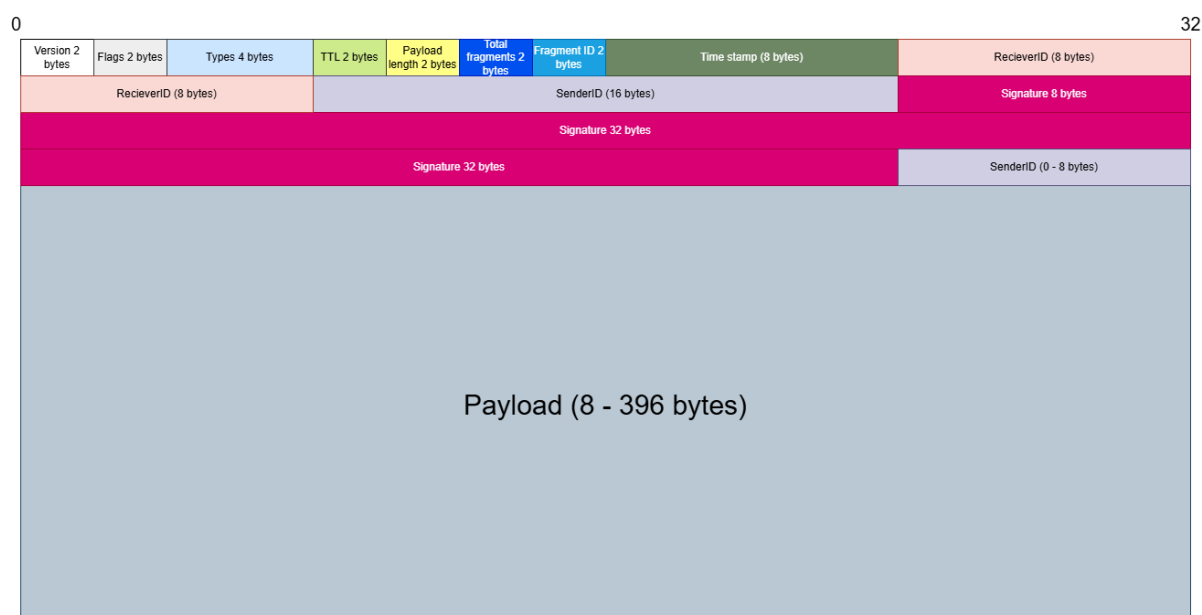 0
32
Version 2
bytes
Flags 2 bytes
Types 4 bytes
TTL 2 bytes
Payload
length 2 bytes
Total
fragments 2
bytes
Fragment ID 2
bytes
Time stamp (8 bytes)
RecieverID (8 bytes)
RecieverID (8 bytes)
SenderID (16 bytes)
Signature 8 bytes
Signature 32 bytes
Signature 32 bytes
SenderID (0 - 8 bytes)
Payload (8 - 396 bytes)